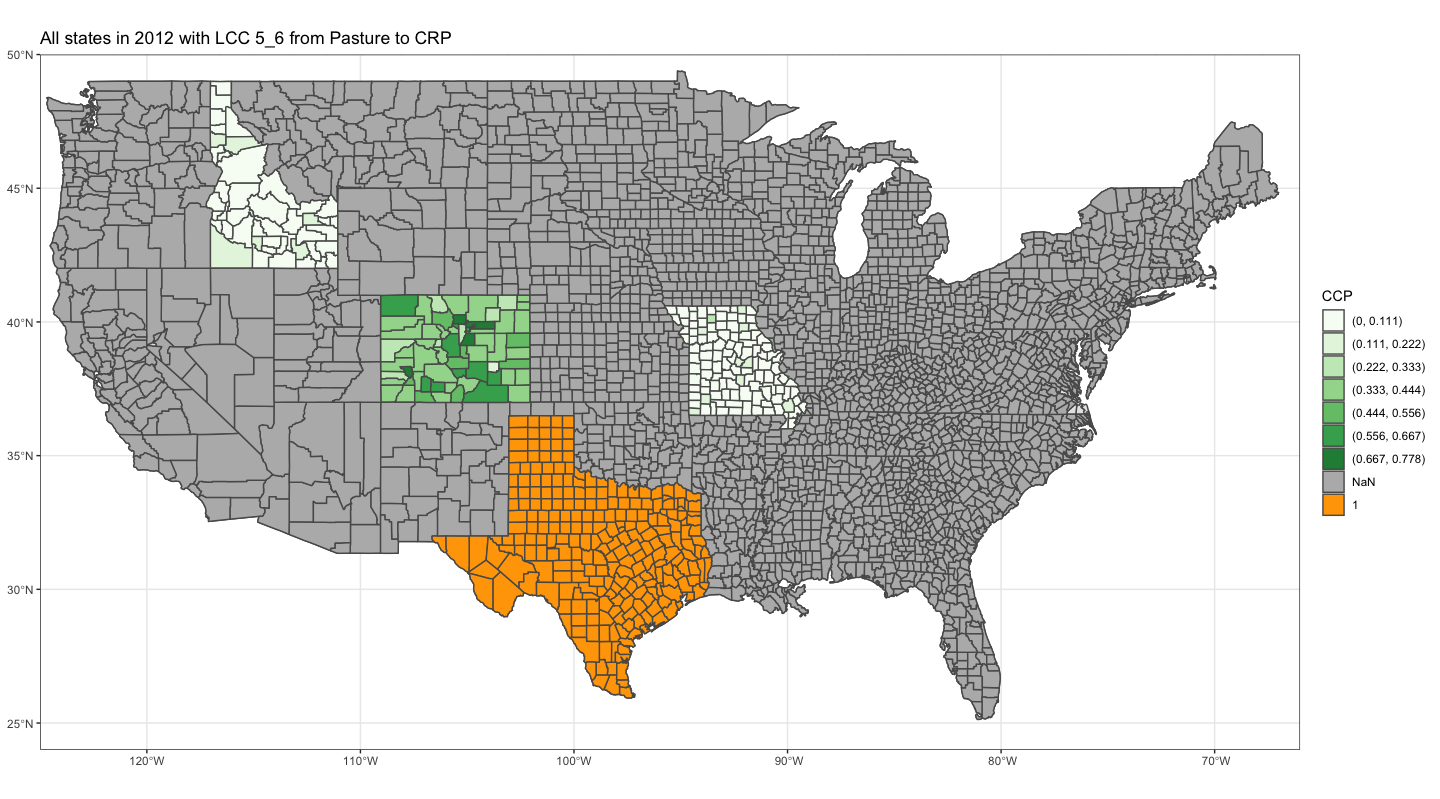 All states in 2012 with LCC 5_6 from Pasture to CRP
50°N
45°N
40°N
35°N
30°N
25°N
120°W
110°W
100°W
90°W
80°W
70°W
CCP
(0, 0.111)
(0.111, 0.222)
(0.222, 0.333)
(0.333, 0.444)
(0.444, 0.556)
(0.556, 0.667)
(0.667, 0.778)
NaN
1